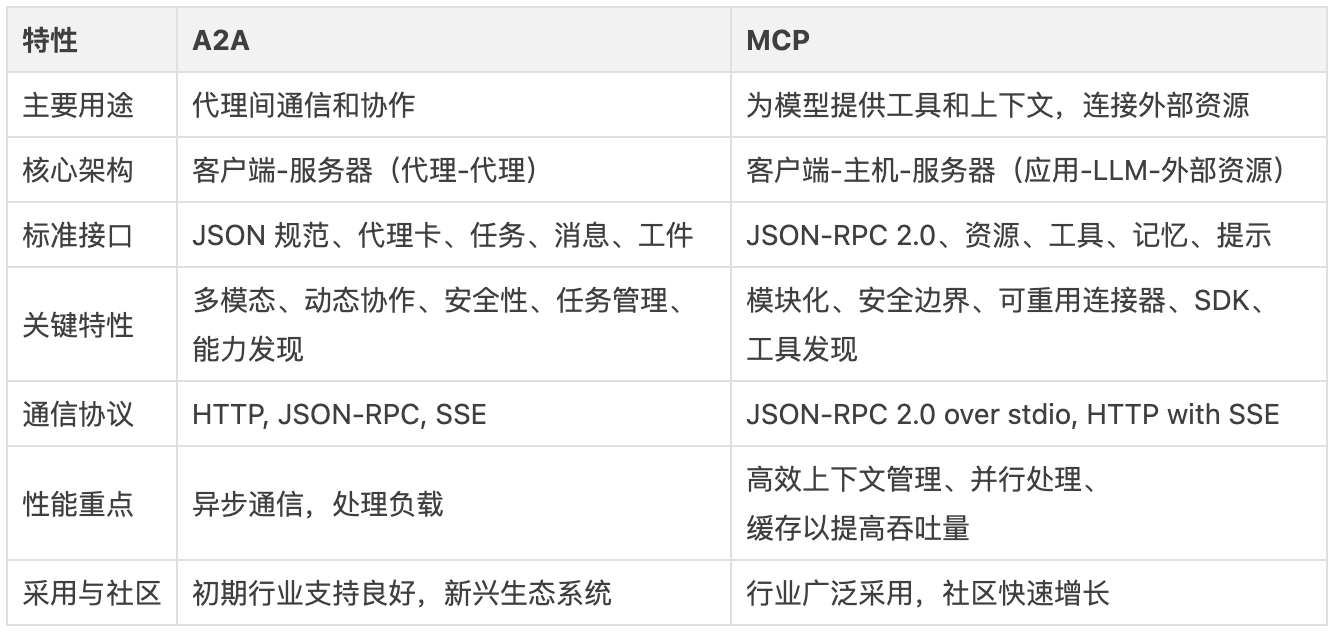 特性 A2A MCP
主要用途 代理间通信和协作 为模型提供工具和上下文，连接外部资源
核心架构 客户端-服务器（代理-代理） 客户端-主机-服务器（应用-LLM-外部资源）
标准接口 JSON 规范、代理卡、任务、消息、工件 JSON-RPC 2.0、资源、工具、记忆、提示
关键特性 多模态、动态协作、安全性、任务管理、
能力发现 模块化、安全边界、可重用连接器、SDK、
工具发现
通信协议 HTTP, JSON-RPC, SSE JSON-RPC 2.0 over stdio, HTTP with SSE
性能重点 异步通信，处理负载 高效上下文管理、并行处理、
缓存以提高吞吐量
采用与社区 初期行业支持良好，新兴生态系统 行业广泛采用，社区快速增长